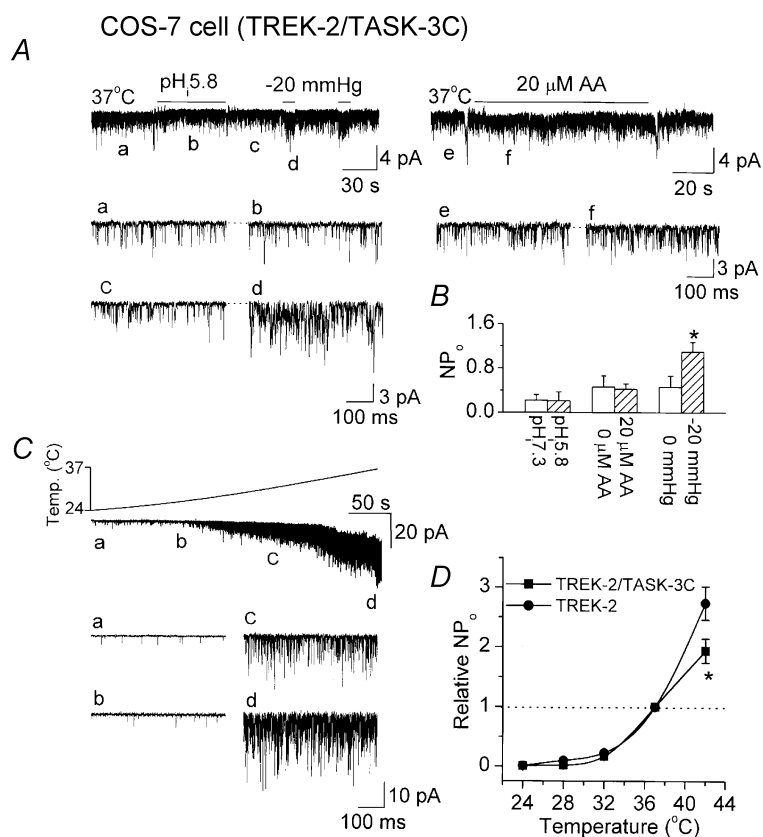 COS-7 cell (TREK-2/TASK-3C)
A
37°C
pHᵢ5.8
-20 mmHg
a
b
c
d
4 pA
30 s
37°C
20 µM AA
e
f
4 pA
20 s
a
b
e
f
3 pA
100 ms
c
d
3 pA
100 ms
B
NPₒ
1.6
0.8
0.0
*
pHᵢ7.3
pHᵢ5.8
0 µM AA
20 µM AA
0 mmHg
-20 mmHg
C
Temp. (°C)
37
24
50 s
20 pA
a
b
c
d
a
c
b
d
10 pA
100 ms
D
Relative NPₒ
3
2
1
0
TREK-2/TASK-3C
TREK-2
*
24 28 32 36 40 44
Temperature (°C)